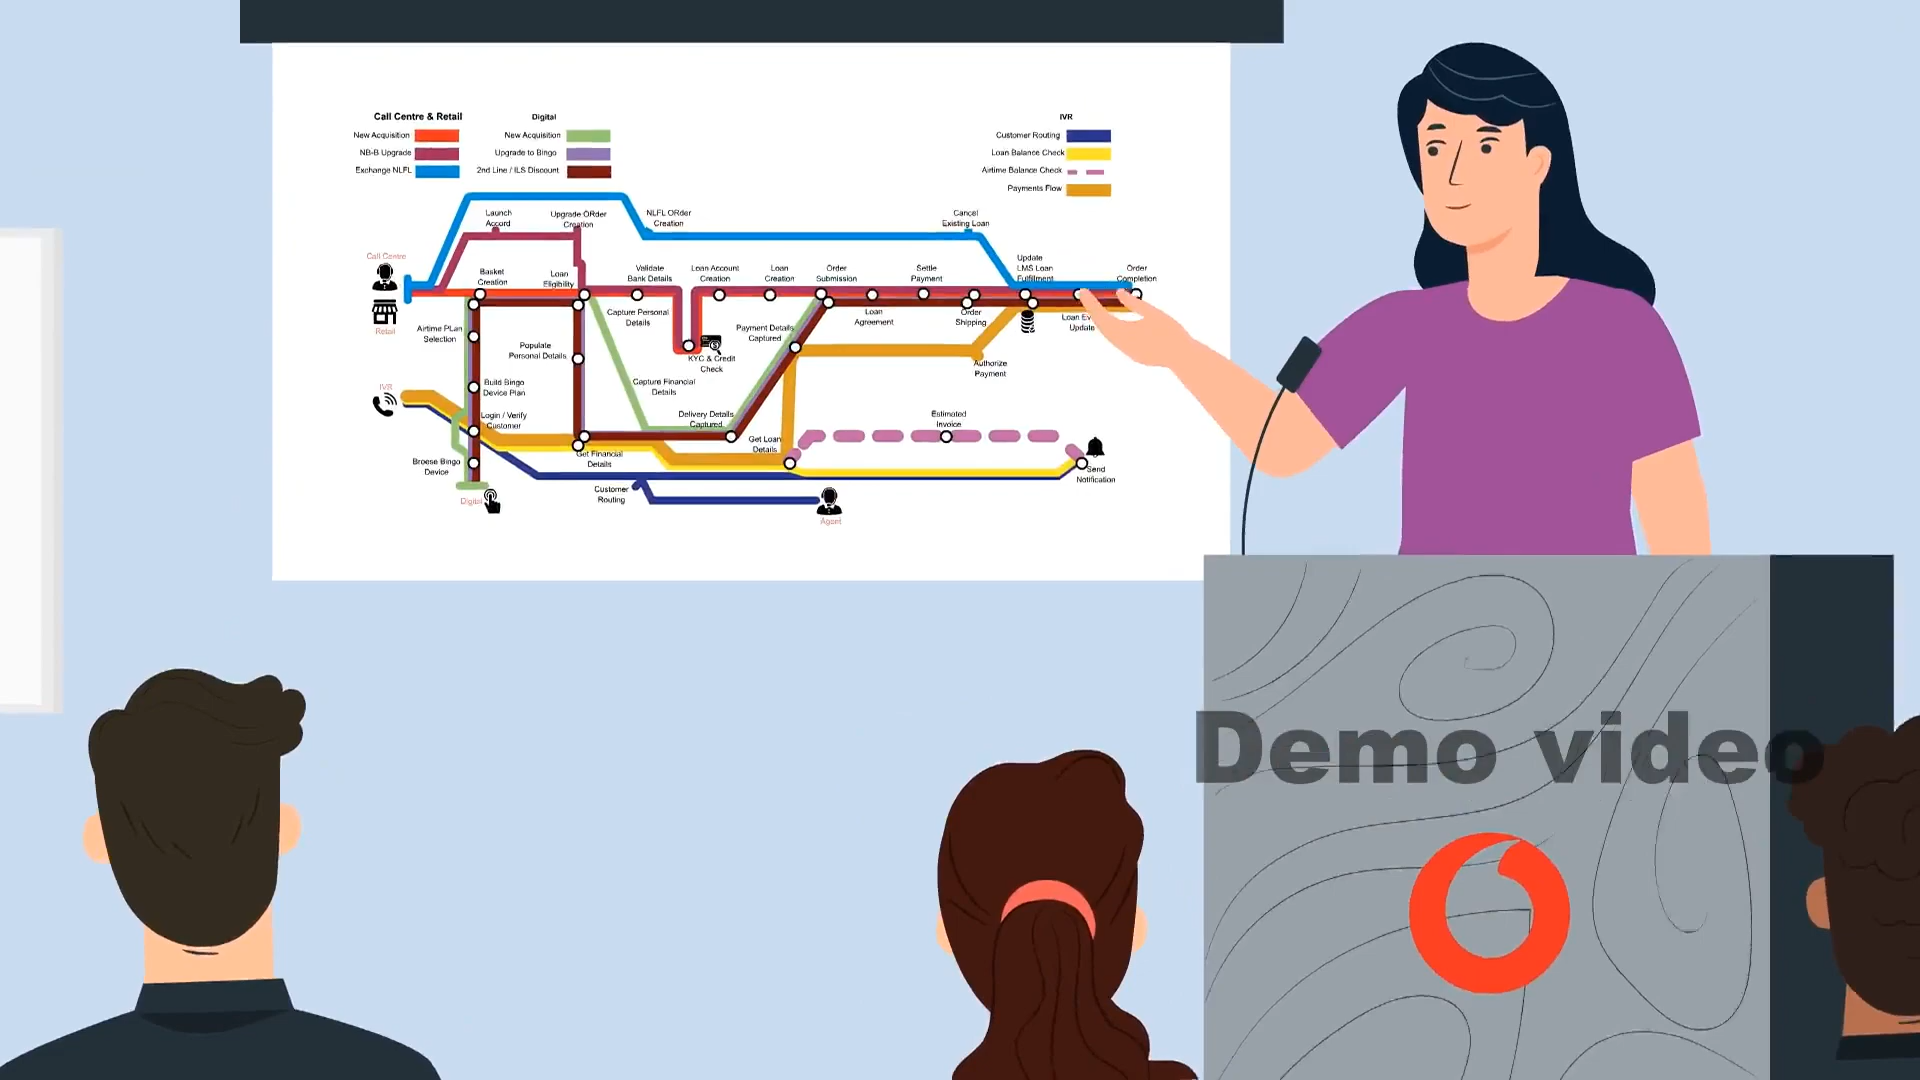 Call Centre & Retail
New Acquisition
NB-B Upgrade
Exchange NLFL
Digital
New Acquisition
Upgrade to Bingo
2nd Line / ILS Discount
IVR
Customer Routing
Loan Balance Check
Airtime Balance Check
Payments Flow
Launch
Accord
Upgrade ORder
Creation
NLFL ORder
Creation
Cancel
Existing Loan
Call Centre
Retail
Basket
Creation
Loan
Eligibility
Validate
Bank Details
Loan Account
Creation
Loan
Creation
Order
Submission
Settle
Payment
Update
LMS Loan
Fulfilment
Order
Completion
Airtime PLan
Selection
Populate
Personal Details
Capture Personal
Details
Payment Details
Captured
Loan
Agreement
Order
Shipping
Loan Ev
Update
KYC & Credit
Check
Authorize
Payment
IVR
Build Bingo
Device Plan
Capture Financial
Details
Login / Verify
Customer
Delivery Details
Captured
Estimated
Invoice
Get Loan
Details
Broese Bingo
Device
Get Financial
Details
Send
Notification
Customer
Routing
Digital
Agent
Demo video